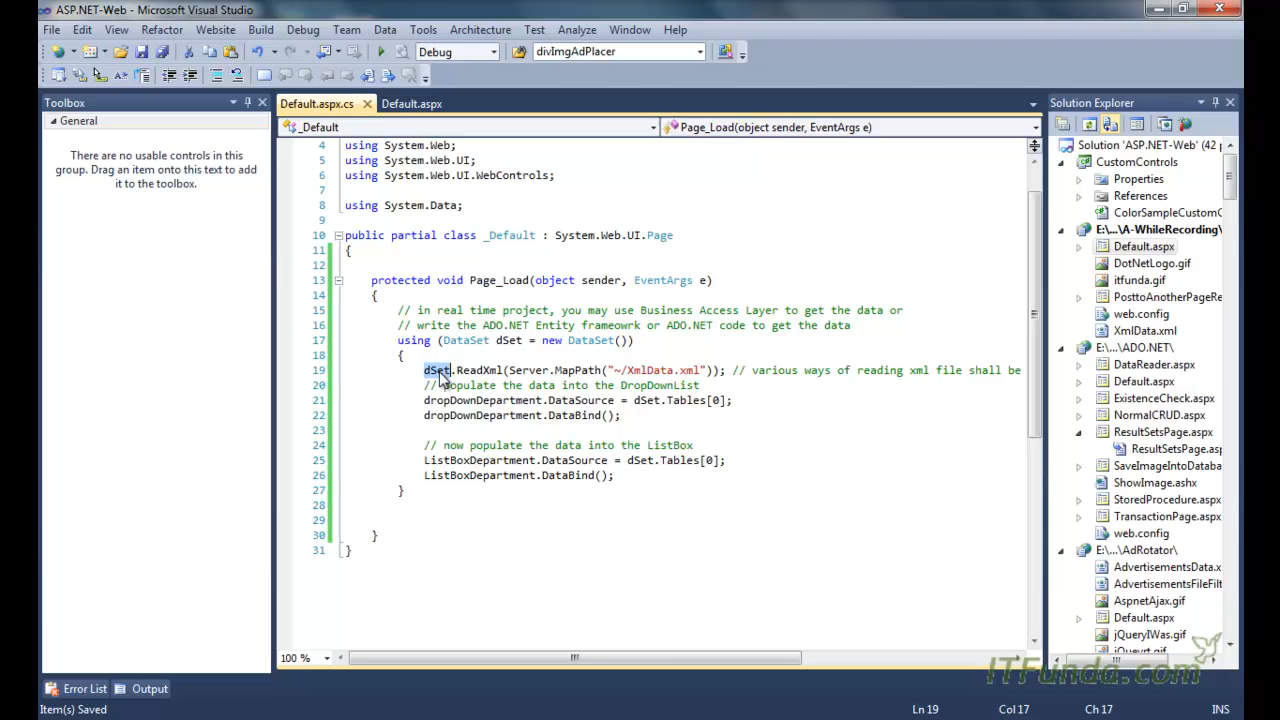 ASP.NET-Web - Microsoft Visual Studio
File Edit View Refactor Website Build Debug Team Data Tools Architecture Test Analyze Window Help
Debug divImgAdPlacer
Toolbox
General
There are no usable controls in this
group. Drag an item onto this text to add
it to the toolbox.
Default.aspx.cs Default.aspx
_Default Page_Load(object sender, EventArgs e)
4 using System.Web;
5 using System.Web.UI;
6 using System.Web.UI.WebControls;
7
8 using System.Data;
9
10 public partial class _Default : System.Web.UI.Page
11 {
12
13 protected void Page_Load(object sender, EventArgs e)
14 {
15 // in real time project, you may use Business Access Layer to get the data or
16 // write the ADO.NET Entity frameowrk or ADO.NET code to get the data
17 using (DataSet dSet = new DataSet())
18 {
19 dSet.ReadXml(Server.MapPath("~/XmlData.xml")); // various ways of reading xml file shall be
20 // populate the data into the DropDownList
21 dropDownDepartment.DataSource = dSet.Tables[0];
22 dropDownDepartment.DataBind();
23
24 // now populate the data into the ListBox
25 ListBoxDepartment.DataSource = dSet.Tables[0];
26 ListBoxDepartment.DataBind();
27 }
28
29
30 }
31 }
100 %
Solution Explorer
Solution 'ASP.NET-Web' (42 p
CustomControls
Properties
References
ColorSampleCustomC
E:\...\A-WhileRecording\
Default.aspx
DotNetLogo.gif
itfunda.gif
PosttoAnotherPageRe
web.config
XmlData.xml
E:\...\ADO.NET\
DataReader.aspx
Default.aspx
ExistenceCheck.aspx
NormalCRUD.aspx
ResultSetsPage.aspx
ResultSetsPage.asp
SaveImageIntoDataba
ShowImage.ashx
StoredProcedure.aspx
TransactionPage.aspx
web.config
E:\...\AdRotator\
AdvertisementsData.x
AdvertisementsFileFilt
AspnetAjax.gif
Default.aspx
jQueryIWas.gif
ITFunda.com
Error List Output
Item(s) Saved Ln 19 Col 17 Ch 17 INS